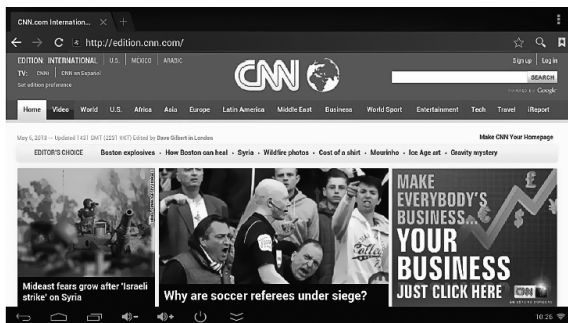 CNN.com Internation...
http://edition.cnn.com/
EDITION: INTERNATIONAL | U.S. | MEXICO | ARABIC
TV: CNNi | CNN en Español
Set edition preference
CNN
Sign up | Log in
SEARCH
POWERED BY Google
Home Video World U.S. Africa Asia Europe Latin America Middle East Business World Sport Entertainment Tech Travel iReport
Make CNN Your Homepage
EDITOR'S CHOICE Boston explosives • How Boston can heal • Syria • Wildfire photos • Cost of a shirt • Mourinho • Ice Age art • Gravity mystery
Mideast fears grow after 'Israeli
strike' on Syria
Why are soccer referees under siege?
MAKE
EVERYBODY'S
BUSINESS...
YOUR
BUSINESS
JUST CLICK HERE
CNN
10:26